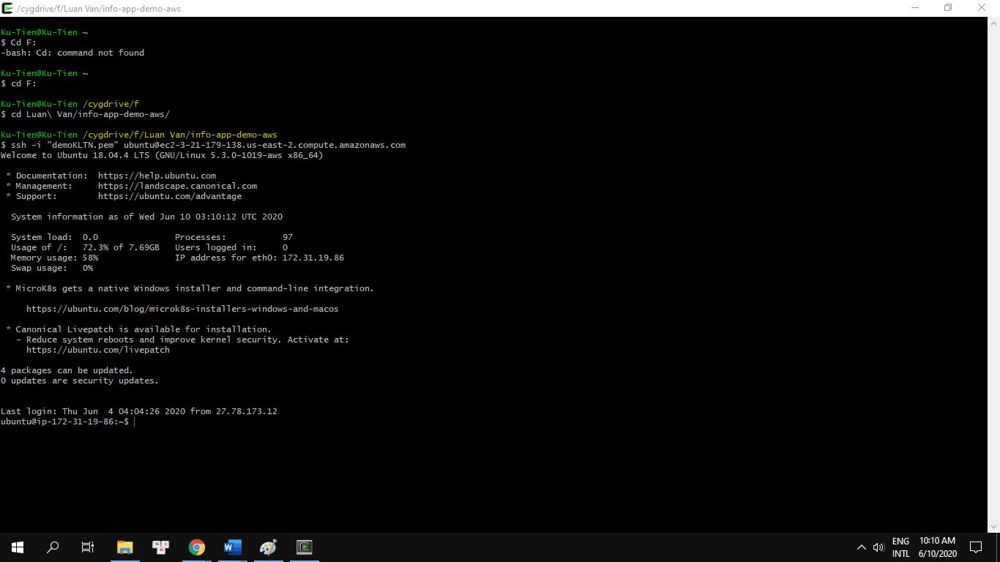 /cygdrive/f/Luan Van/info-app-demo-aws
Ku-Tien@Ku-Tien ~
$ Cd F:
-bash: Cd: command not found
Ku-Tien@Ku-Tien ~
$ cd F:
Ku-Tien@Ku-Tien /cygdrive/f
$ cd Luan\ Van/info-app-demo-aws/
Ku-Tien@Ku-Tien /cygdrive/f/Luan Van/info-app-demo-aws
$ ssh -i "demoKLTN.pem" ubuntu@ec2-3-21-179-138.us-east-2.compute.amazonaws.com
Welcome to Ubuntu 18.04.4 LTS (GNU/Linux 5.3.0-1019-aws x86_64)
* Documentation:  https://help.ubuntu.com
* Management:     https://landscape.canonical.com
* Support:        https://ubuntu.com/advantage
System information as of Wed Jun 10 03:10:12 UTC 2020
System load:  0.0               Processes:           97
Usage of /:   72.3% of 7.69GB   Users logged in:     0
Memory usage: 58%               IP address for eth0: 172.31.19.86
Swap usage:   0%
* MicroK8s gets a native Windows installer and command-line integration.
https://ubuntu.com/blog/microk8s-installers-windows-and-macos
* Canonical Livepatch is available for installation.
- Reduce system reboots and improve kernel security. Activate at:
https://ubuntu.com/livepatch
4 packages can be updated.
0 updates are security updates.
Last login: Thu Jun  4 04:04:26 2020 from 27.78.173.12
ubuntu@ip-172-31-19-86:~$
ENG 10:10 AM
INTL 6/10/2020